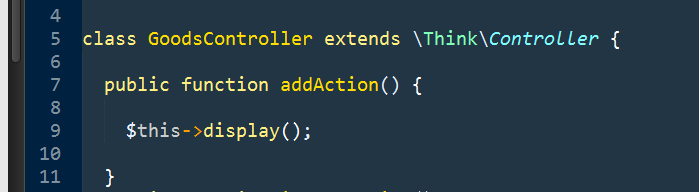 4
5 class GoodsController extends \Think\Controller {
6
7 public function addAction() {
8
9 $this->display();
10
11 }